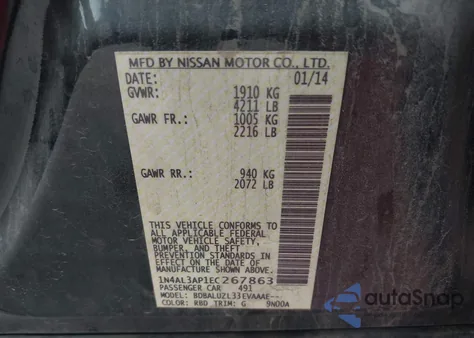 MFD BY NISSAN MOTOR CO., LTD.
DATE: 01/14
GVWR: 1910 KG
4211 LB
GAWR FR.: 1005 KG
2216 LB
GAWR RR.: 940 KG
2072 LB
THIS VEHICLE CONFORMS TO
ALL APPLICABLE FEDERAL
MOTOR VEHICLE SAFETY,
BUMPER, AND THEFT
PREVENTION STANDARDS IN
EFFECT ON THE DATE OF
MANUFACTURE SHOWN ABOVE.
1N4AL3AP1EC267863
PASSENGER CAR 491
MODEL: BDBALUZL33EVAAAE--
COLOR: RBD TRIM: G 9N00A
autoSnap